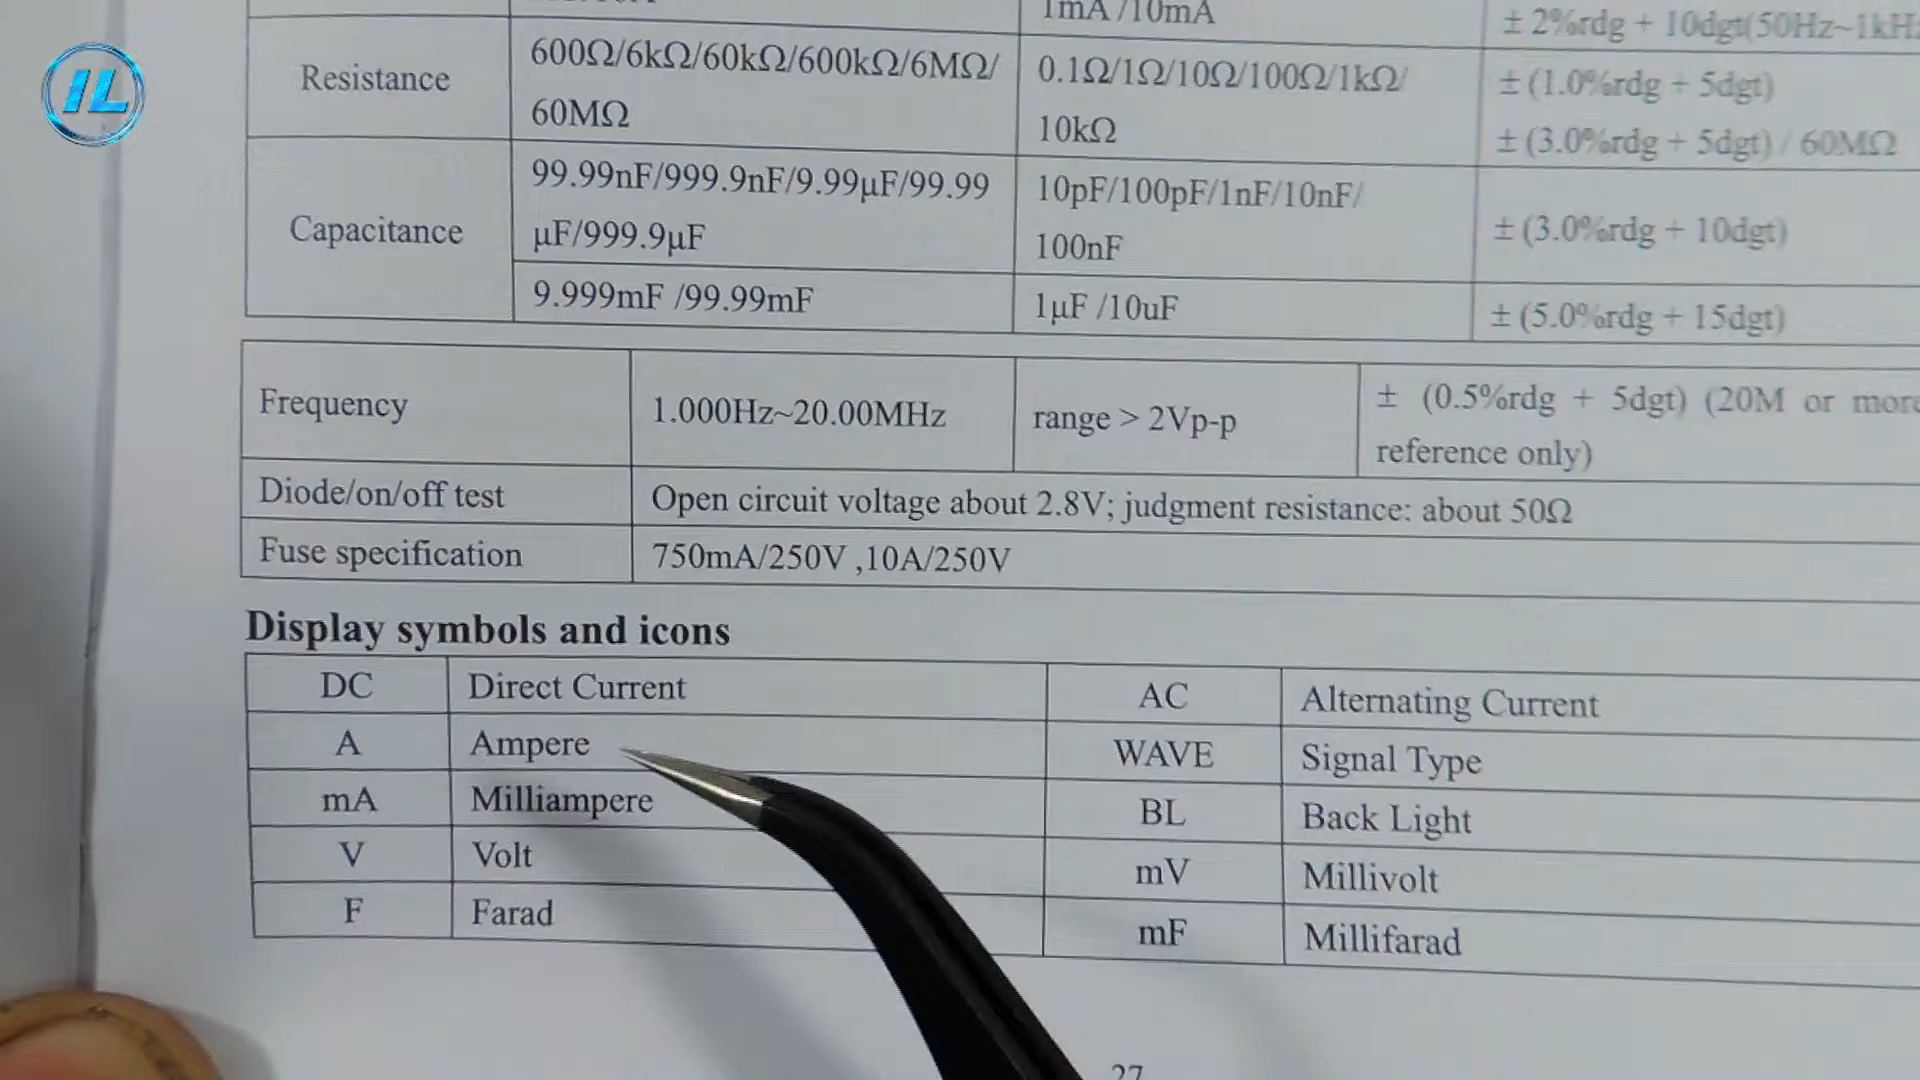 IL
1mA /10mA
± 2%rdg + 10dgt(50Hz~1kHz
Resistance
600Ω/6kΩ/60kΩ/600kΩ/6MΩ/
60MΩ
0.1Ω/1Ω/10Ω/100Ω/1kΩ/
10kΩ
± (1.0%rdg + 5dgt)
± (3.0%rdg + 5dgt) / 60MΩ
Capacitance
99.99nF/999.9nF/9.99μF/99.99
μF/999.9μF
10pF/100pF/1nF/10nF/
100nF
± (3.0%rdg + 10dgt)
9.999mF /99.99mF
1μF /10uF
± (5.0%rdg + 15dgt)
Frequency
1.000Hz~20.00MHz
range > 2Vp-p
± (0.5%rdg + 5dgt) (20M or more
reference only)
Diode/on/off test
Open circuit voltage about 2.8V; judgment resistance: about 50Ω
Fuse specification
750mA/250V ,10A/250V
Display symbols and icons
DC
Direct Current
AC
Alternating Current
A
Ampere
WAVE
Signal Type
mA
Milliampere
BL
Back Light
V
Volt
mV
Millivolt
F
Farad
mF
Millifarad
27